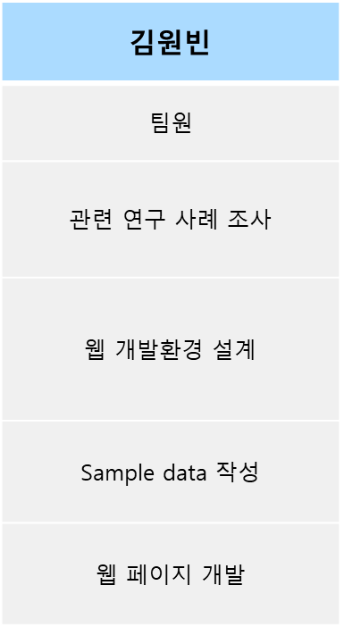 김원빈
팀원
관련 연구 사례 조사
웹 개발환경 설계
Sample data 작성
웹 페이지 개발